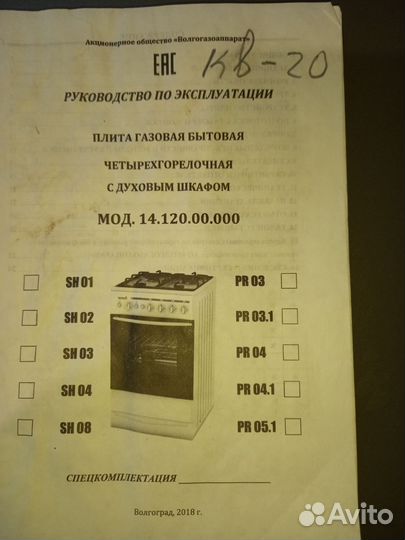 Акционерное общество «Волгогазоаппарат»
EAC
КВ-20
РУКОВОДСТВО ПО ЭКСПЛУАТАЦИИ
ПЛИТА ГАЗОВАЯ БЫТОВАЯ
ЧЕТЫРЕХГОРЕЛОЧНАЯ
С ДУХОВЫМ ШКАФОМ
МОД. 14.120.00.000
SH 01
PR 03
SH 02
PR 03.1
SH 03
PR 04
SH 04
PR 04.1
SH 08
PR 05.1
СПЕЦКОМПЛЕКТАЦИЯ
Волгоград, 2018 г.
Avito